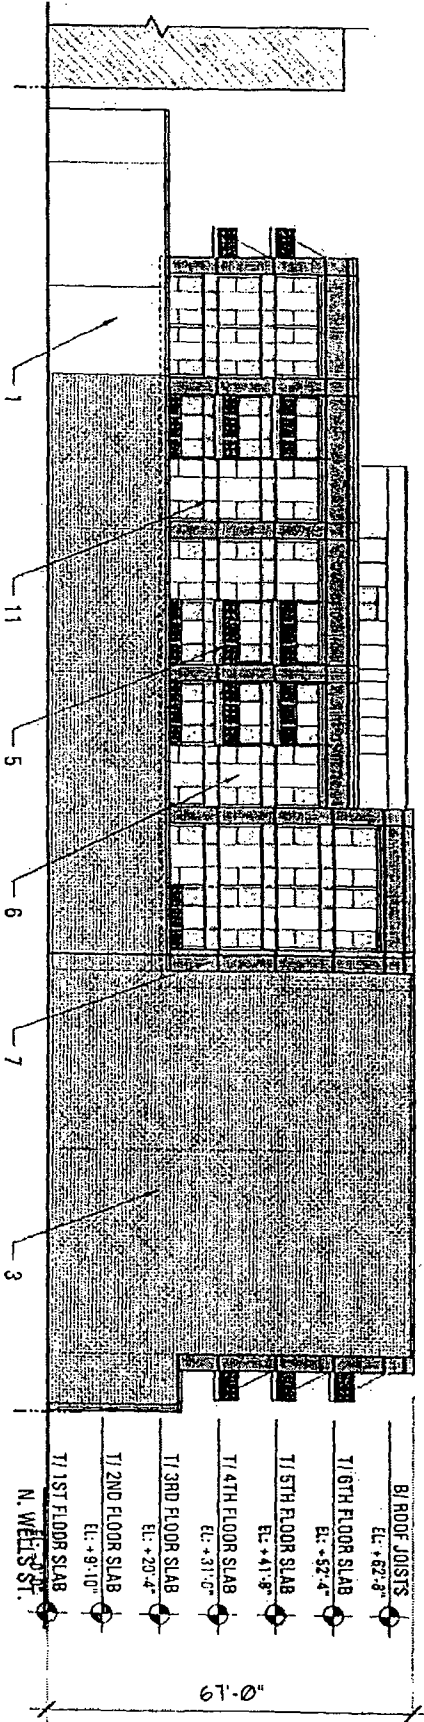 1
11
5
6
7
3
B/ ROOF JOISTS
EL: +62'-8"
T/ 6TH FLOOR SLAB
EL: +52'-4"
T/ 5TH FLOOR SLAB
EL: +41'-8"
T/ 4TH FLOOR SLAB
EL: +31'-0"
T/ 3RD FLOOR SLAB
EL: +20'-4"
T/ 2ND FLOOR SLAB
EL: +9'-10"
T/ 1ST FLOOR SLAB
N. WELLS ST.
67'-0"